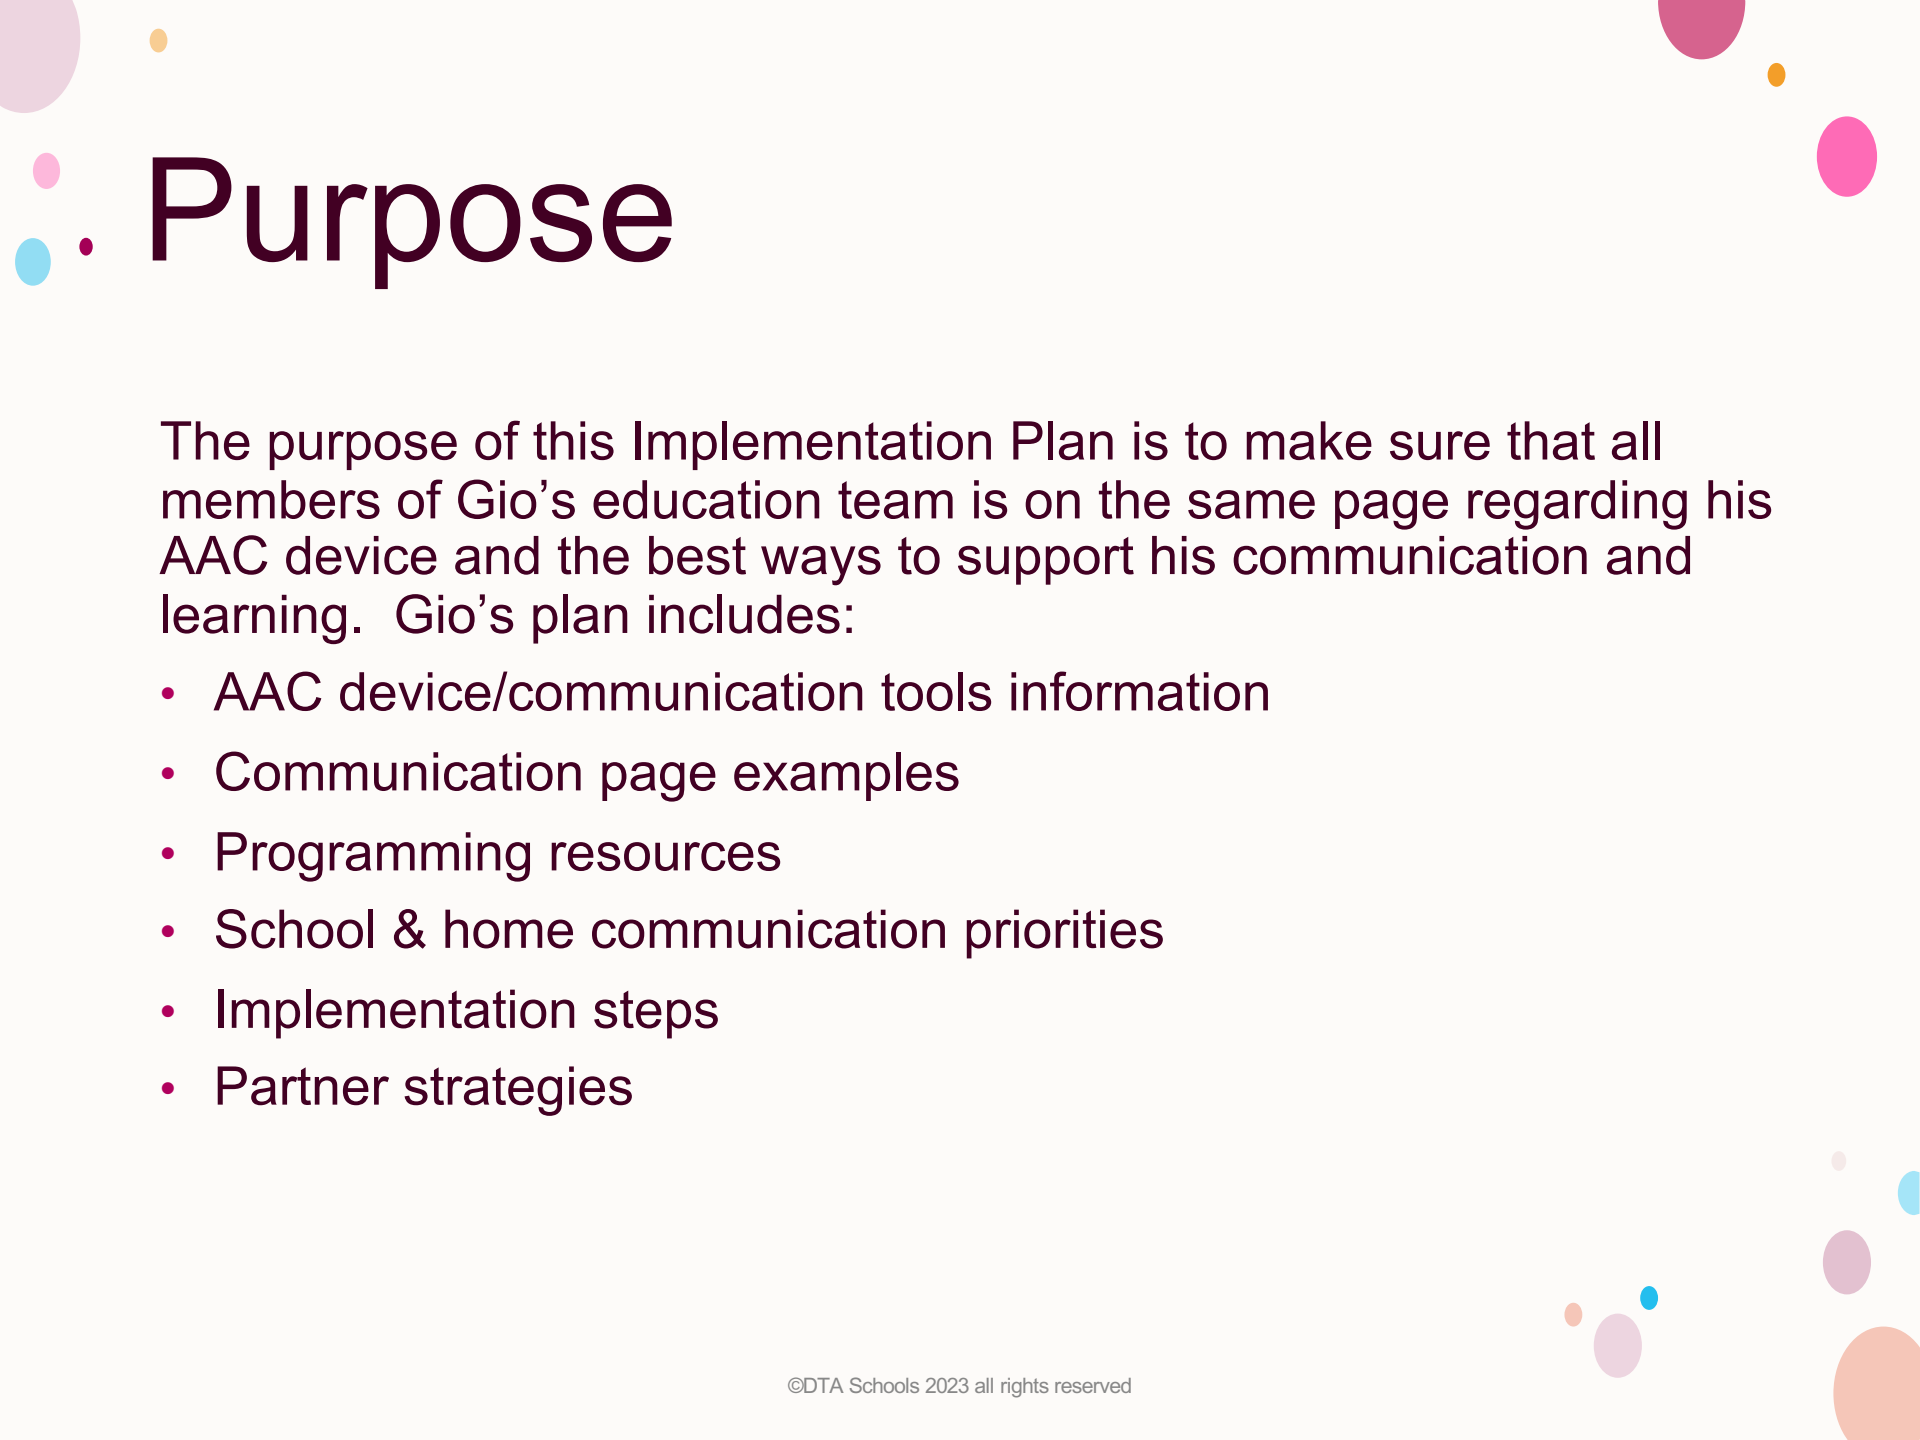 Purpose
The purpose of this Implementation Plan is to make sure that all
members of Gio’s education team is on the same page regarding his
AAC device and the best ways to support his communication and
learning.  Gio’s plan includes:
• AAC device/communication tools information
• Communication page examples
• Programming resources
• School & home communication priorities
• Implementation steps
• Partner strategies
©DTA Schools 2023 all rights reserved